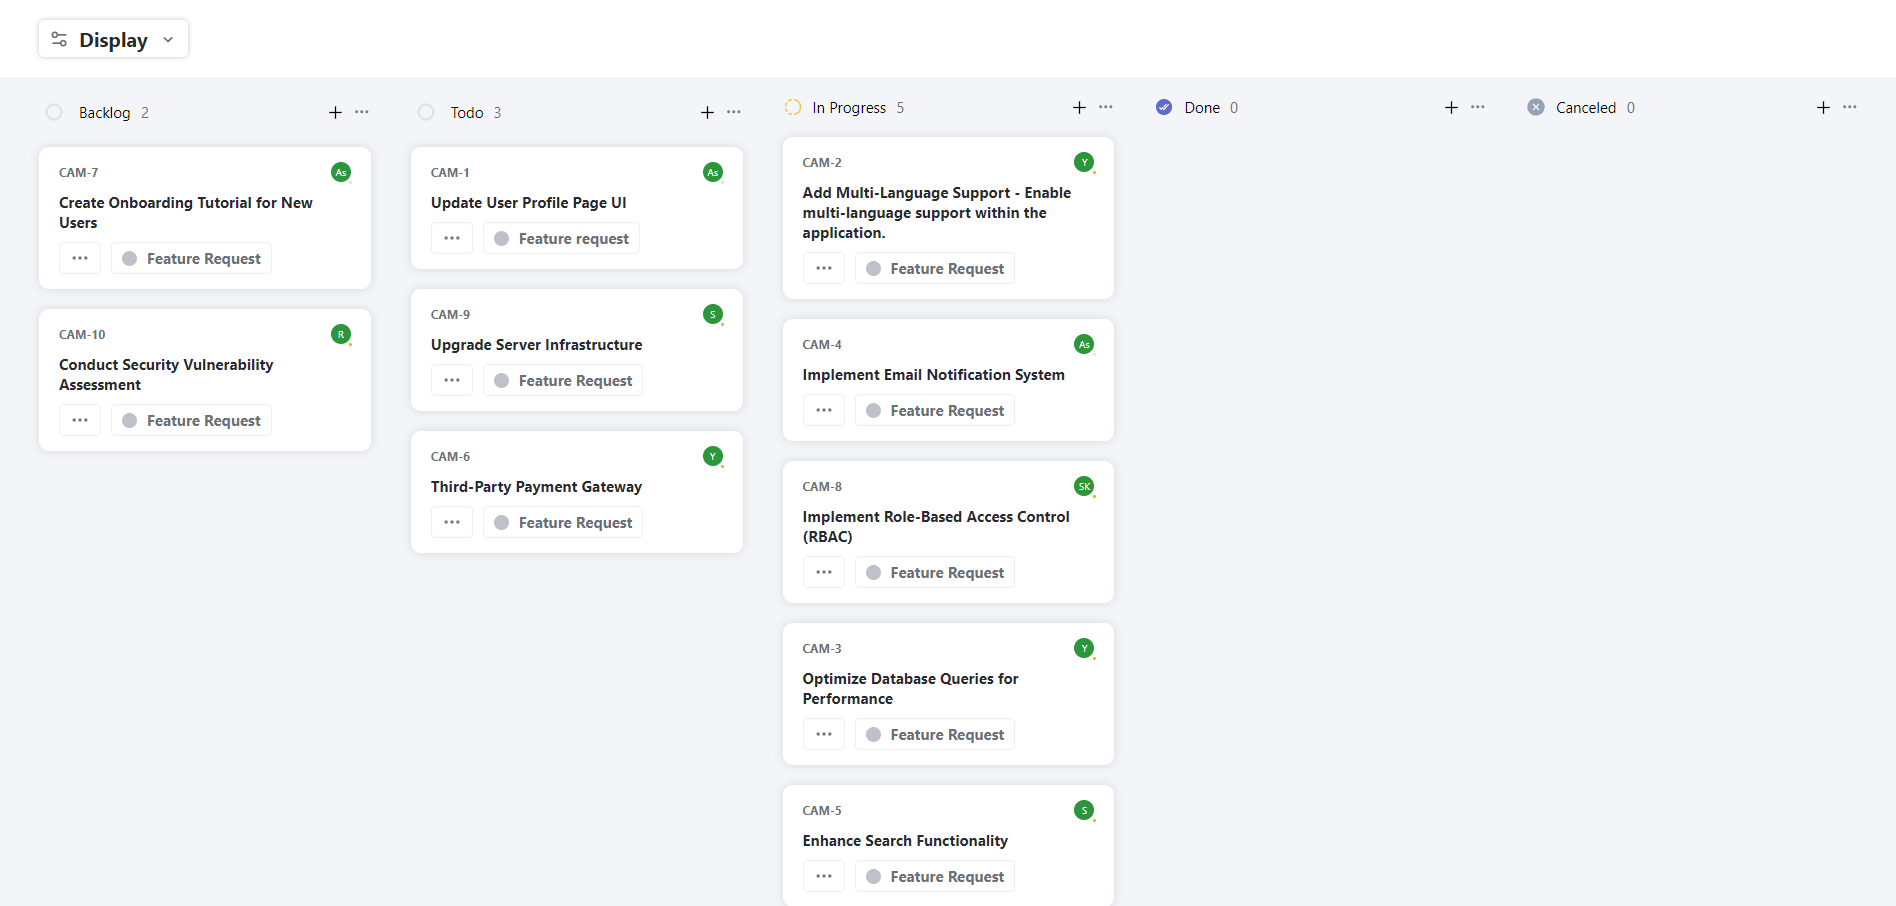 Display
Backlog 2
CAM-7 As
Create Onboarding Tutorial for New
Users
Feature Request
CAM-10 R
Conduct Security Vulnerability
Assessment
Feature Request
Todo 3
CAM-1 As
Update User Profile Page UI
Feature request
CAM-9 S
Upgrade Server Infrastructure
Feature Request
CAM-6 Y
Third-Party Payment Gateway
Feature Request
In Progress 5
CAM-2 Y
Add Multi-Language Support - Enable
multi-language support within the
application.
Feature Request
CAM-4 As
Implement Email Notification System
Feature Request
CAM-8 SK
Implement Role-Based Access Control
(RBAC)
Feature Request
CAM-3 Y
Optimize Database Queries for
Performance
Feature Request
CAM-5 S
Enhance Search Functionality
Feature Request
Done 0
Canceled 0